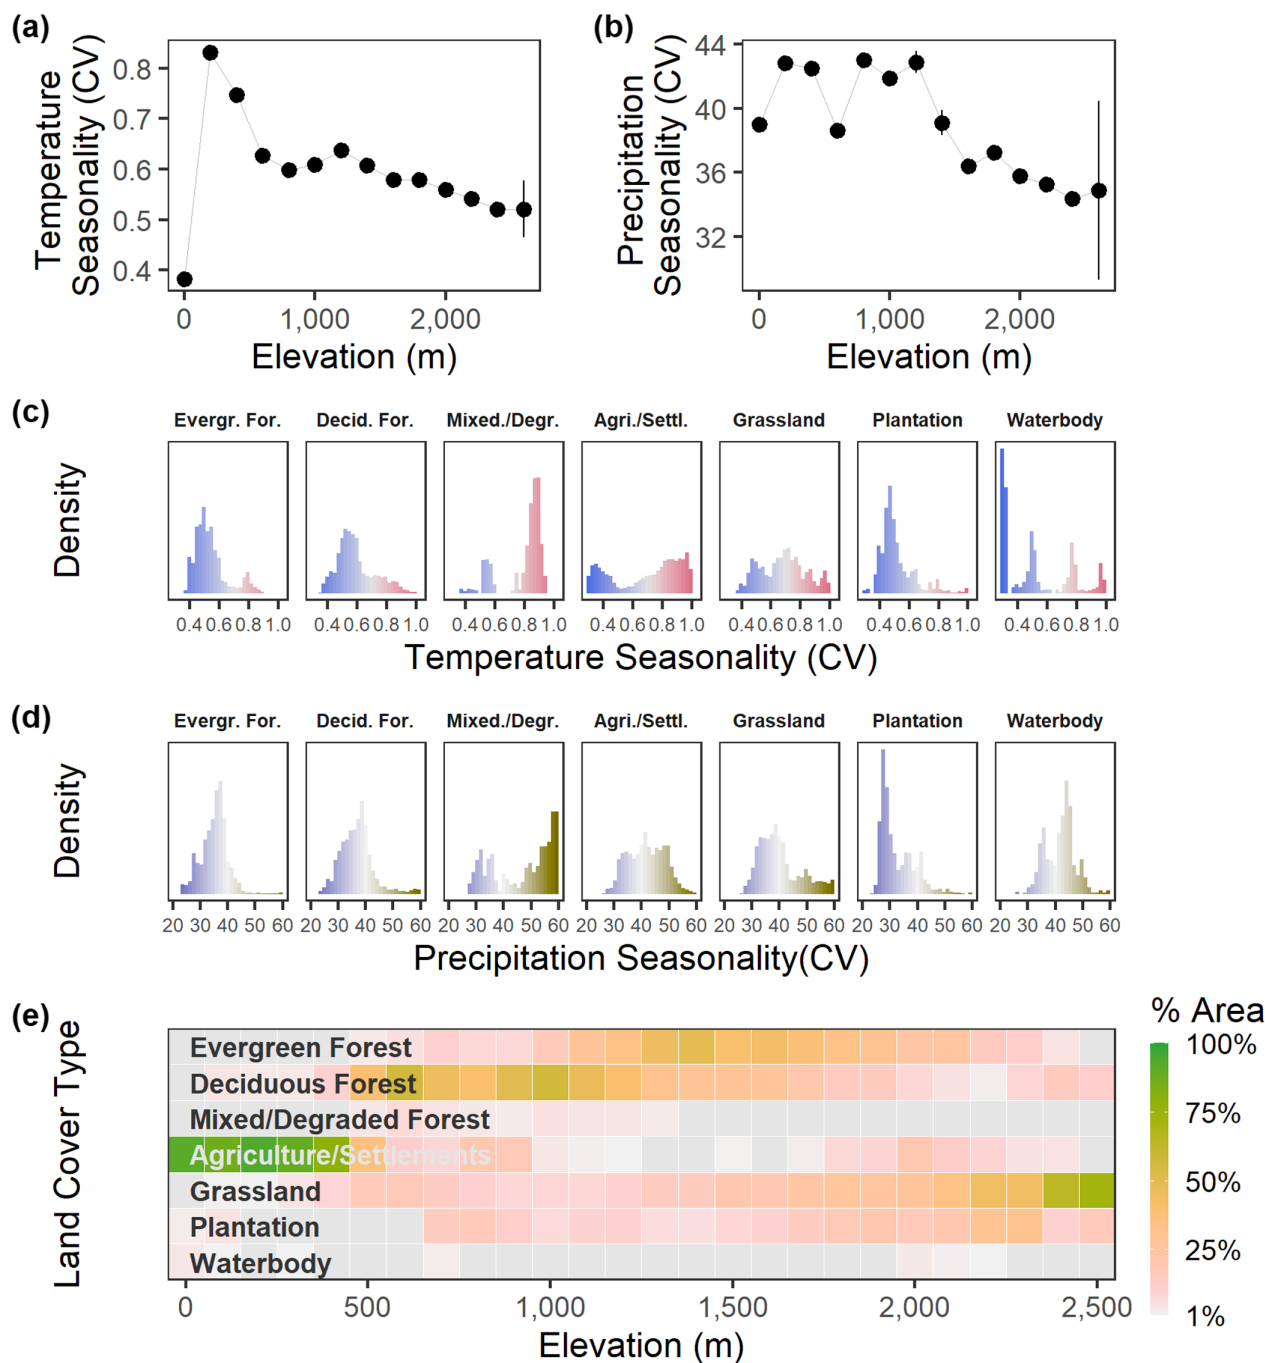 (a)
Temperature
Seasonality (CV)
0.8
0.7
0.6
0.5
0.4
0
1,000
2,000
Elevation (m)
(b)
Precipitation
Seasonality (CV)
44
40
36
32
0
1,000
2,000
Elevation (m)
(c)
Density
Evergr. For.
Decid. For.
Mixed./Degr.
Agri./Settl.
Grassland
Plantation
Waterbody
0.4 0.6 0.8 1.0
0.4 0.6 0.8 1.0
0.4 0.6 0.8 1.0
0.4 0.6 0.8 1.0
0.4 0.6 0.8 1.0
0.4 0.6 0.8 1.0
0.4 0.6 0.8 1.0
Temperature Seasonality (CV)
(d)
Density
Evergr. For.
Decid. For.
Mixed./Degr.
Agri./Settl.
Grassland
Plantation
Waterbody
20 30 40 50 60
20 30 40 50 60
20 30 40 50 60
20 30 40 50 60
20 30 40 50 60
20 30 40 50 60
20 30 40 50 60
Precipitation Seasonality(CV)
(e)
Land Cover Type
Evergreen Forest
Deciduous Forest
Mixed/Degraded Forest
Agriculture/Settlements
Grassland
Plantation
Waterbody
0
500
1,000
1,500
2,000
2,500
Elevation (m)
% Area
100%
75%
50%
25%
1%